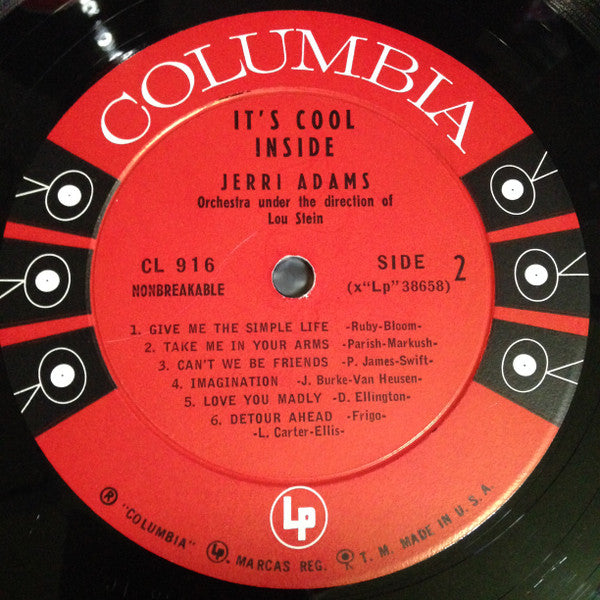 COLUMBIA
IT'S COOL
INSIDE
JERRI ADAMS
Orchestra under the direction of
Lou Stein
CL 916
NONBREAKABLE
SIDE 2
(x"Lp"38658)
1. GIVE ME THE SIMPLE LIFE -Ruby-Bloom-
2. TAKE ME IN YOUR ARMS -Parish-Markush-
3. CAN'T WE BE FRIENDS -P. James-Swift-
4. IMAGINATION -J. Burke-Van Heusen-
5. LOVE YOU MADLY -D. Ellington-
6. DETOUR AHEAD -Frigo-
-L. Carter-Ellis-
Lp
® "COLUMBIA" Lp MARCAS REG. T. M. MADE IN U. S. A.